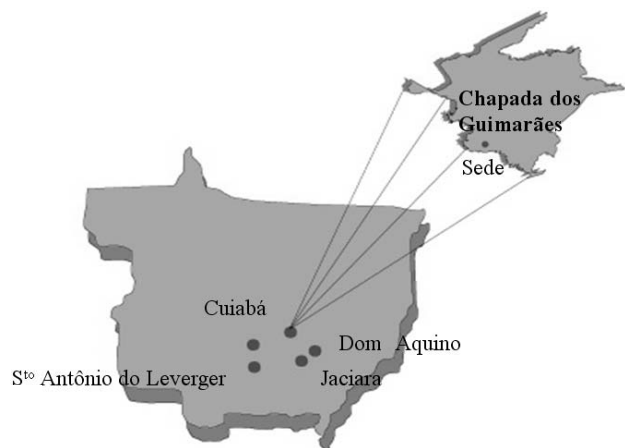 Chapada dos
Guimarães
Sede
Cuiabá
Dom Aquino
Sᵗᵒ Antônio do Leverger
Jaciara